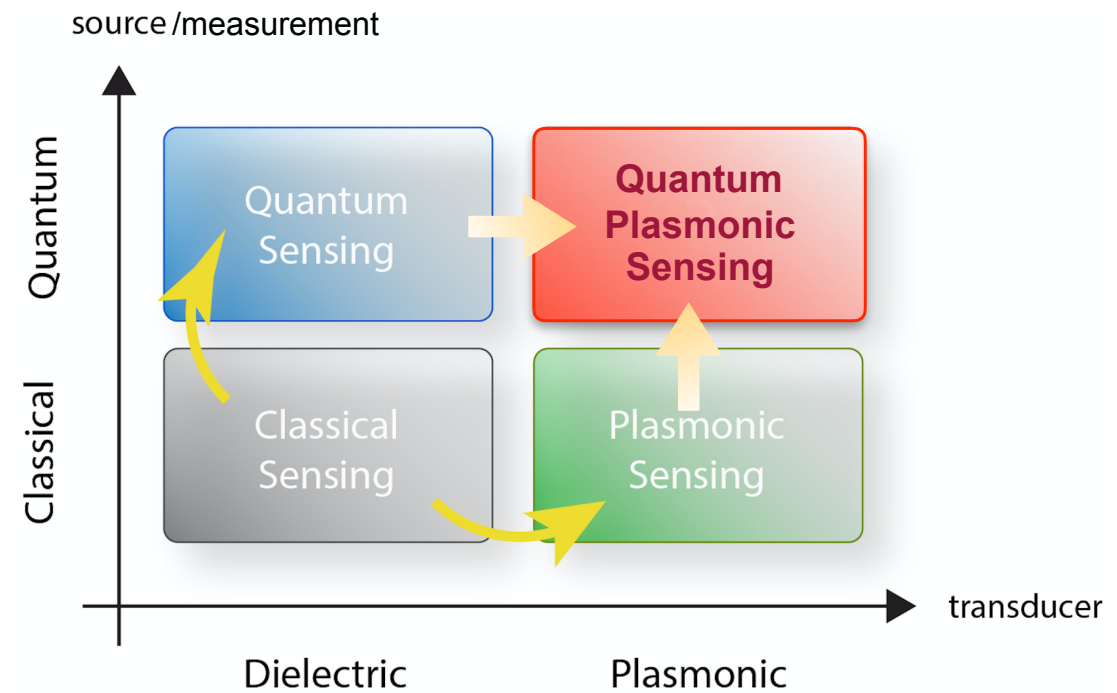 source /measurement
Quantum
Quantum
Sensing
Quantum
Plasmonic
Sensing
Classical
Classical
Sensing
Plasmonic
Sensing
transducer
Dielectric
Plasmonic